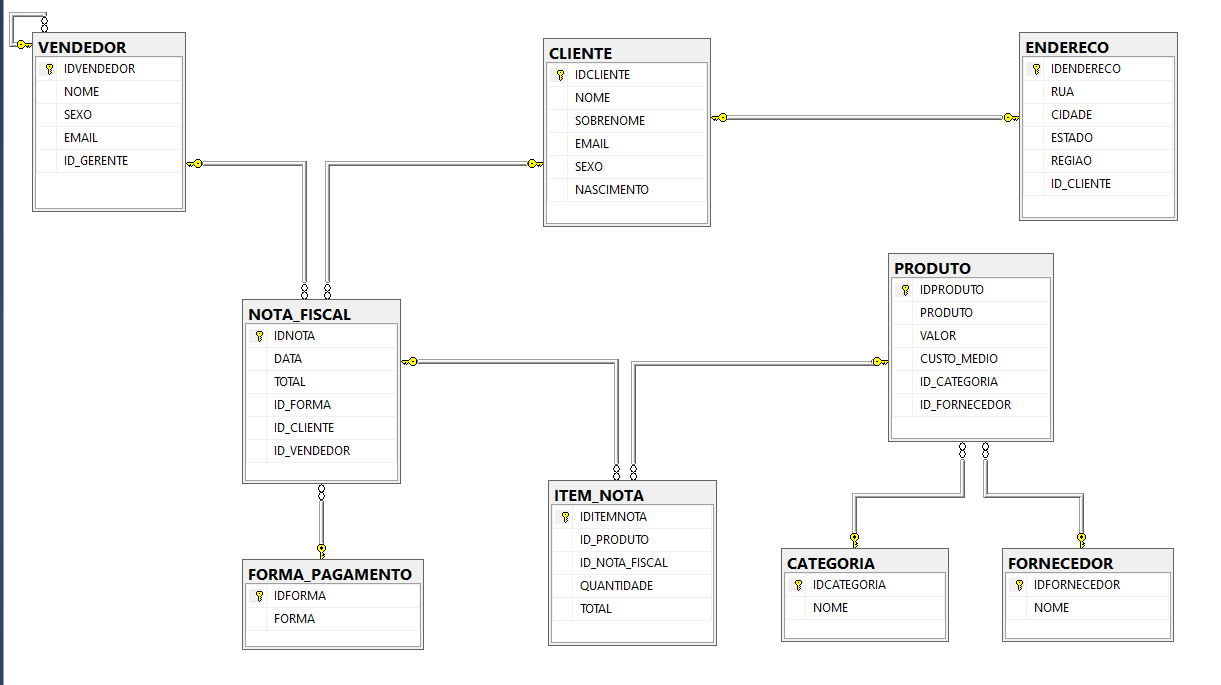 VENDEDOR
IDVENDEDOR
NOME
SEXO
EMAIL
ID_GERENTE
CLIENTE
IDCLIENTE
NOME
SOBRENOME
EMAIL
SEXO
NASCIMENTO
ENDERECO
IDENDERECO
RUA
CIDADE
ESTADO
REGIAO
ID_CLIENTE
NOTA_FISCAL
IDNOTA
DATA
TOTAL
ID_FORMA
ID_CLIENTE
ID_VENDEDOR
PRODUTO
IDPRODUTO
PRODUTO
VALOR
CUSTO_MEDIO
ID_CATEGORIA
ID_FORNECEDOR
FORMA_PAGAMENTO
IDFORMA
FORMA
ITEM_NOTA
IDITEMNOTA
ID_PRODUTO
ID_NOTA_FISCAL
QUANTIDADE
TOTAL
CATEGORIA
IDCATEGORIA
NOME
FORNECEDOR
IDFORNECEDOR
NOME